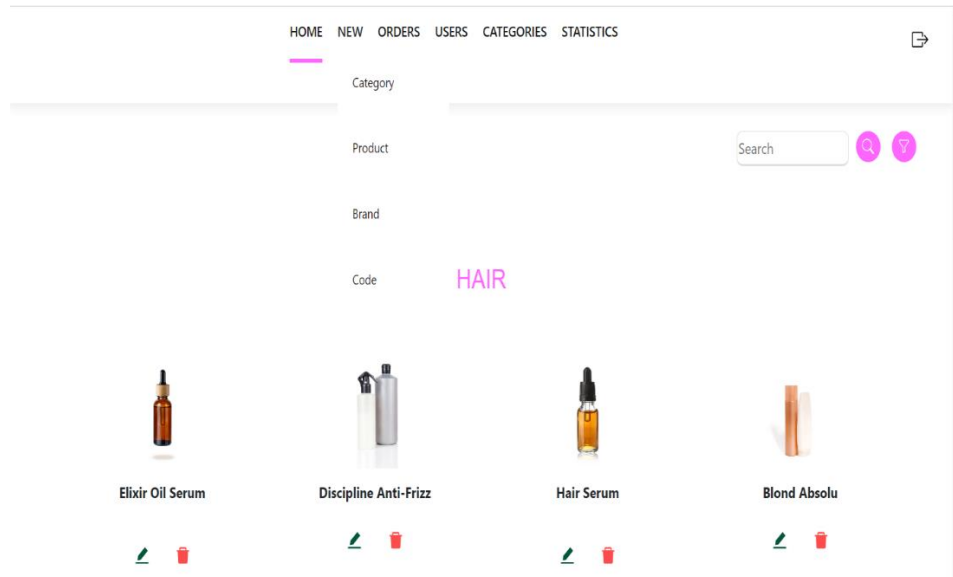 HOME NEW ORDERS USERS CATEGORIES STATISTICS
Category
Product
Search
Brand
Code
HAIR
Elixir Oil Serum
Discipline Anti-Frizz
Hair Serum
Blond Absolu